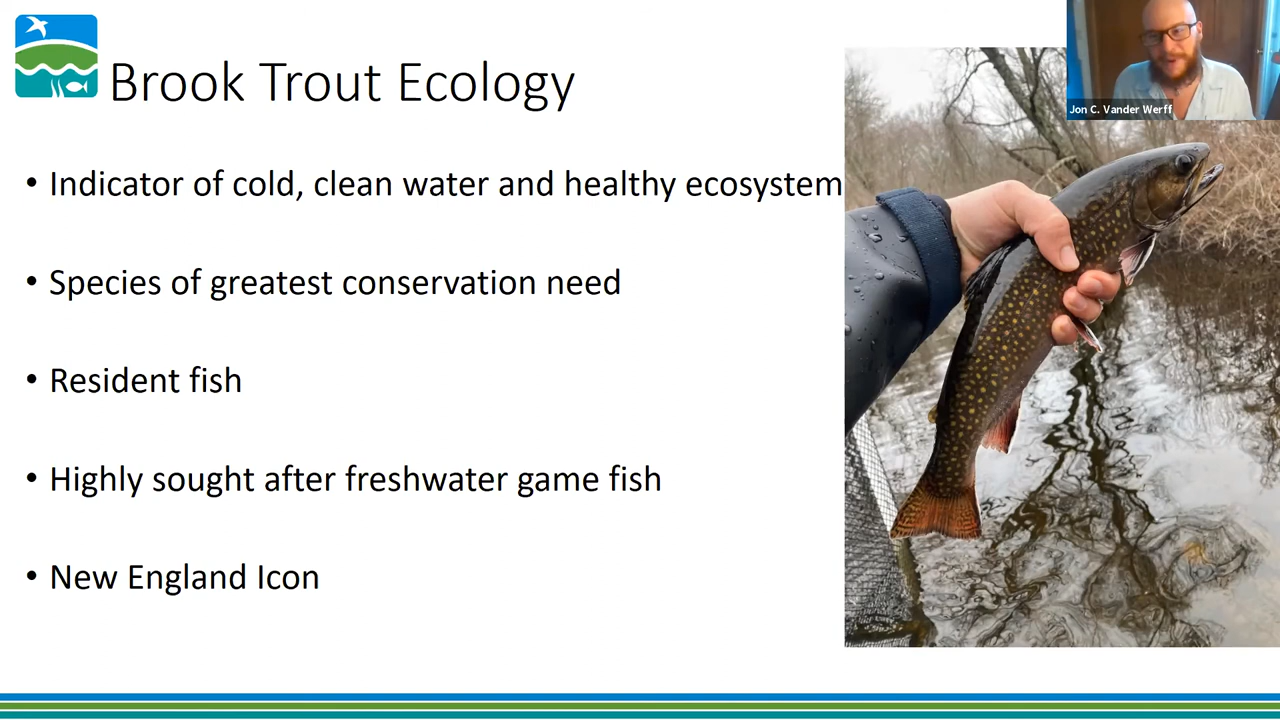 Brook Trout Ecology
Jon C. Vander Werff
• Indicator of cold, clean water and healthy ecosystem
• Species of greatest conservation need
• Resident fish
• Highly sought after freshwater game fish
• New England Icon